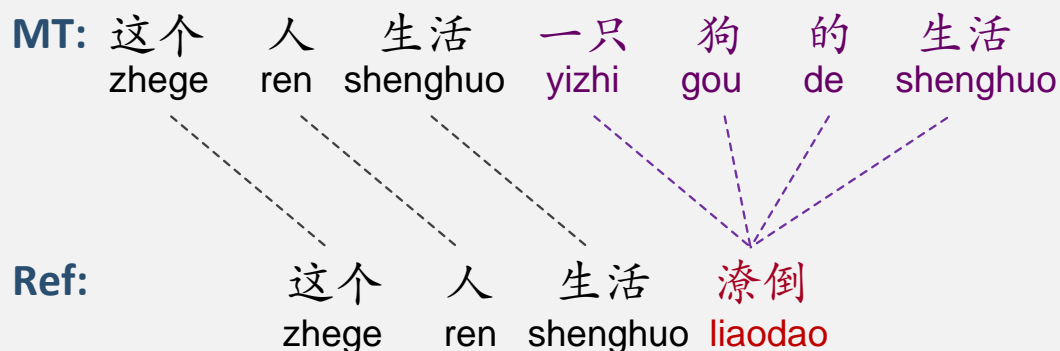 MT: 这个 人 生活 一只 狗 的 生活
zhege ren shenghuo yizhi gou de shenghuo
Ref: 这个 人 生活 潦倒
zhege ren shenghuo liaodao